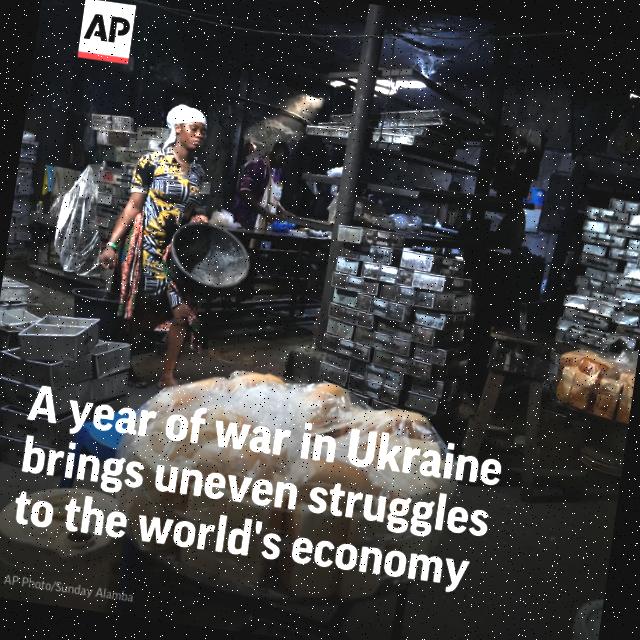 AP
A year of war in Ukraine
brings uneven struggles
to the world's economy
AP Photo/Sunday Alamba